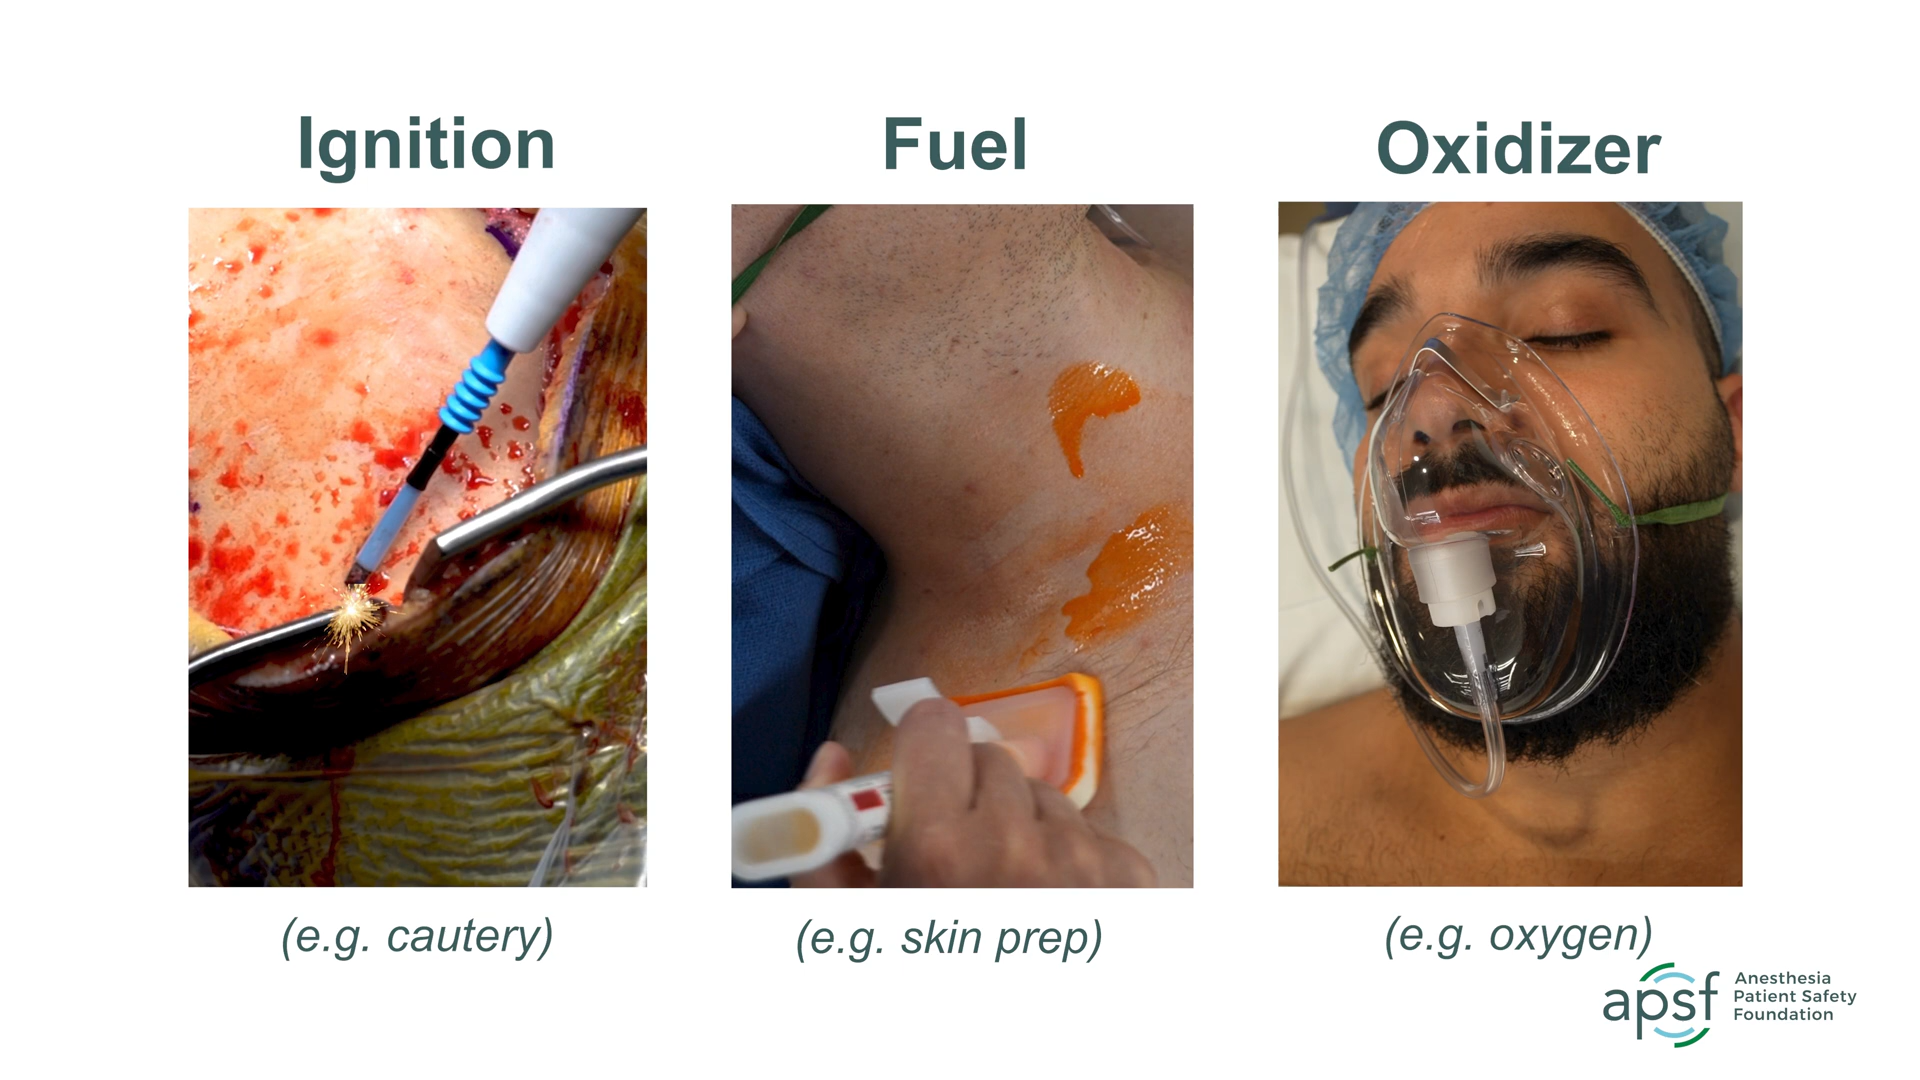 Ignition
Fuel
Oxidizer
(e.g. cautery)
(e.g. skin prep)
(e.g. oxygen)
apsf
Anesthesia
Patient Safety
Foundation